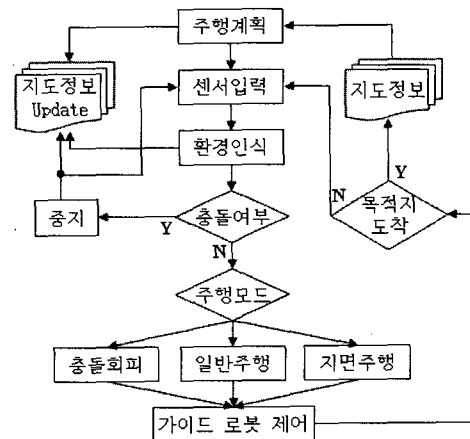 주행계획
지도정보
Update
센서입력
지도정보
환경인식
Y
N
목적지
도착
중지
Y
충돌여부
N
주행모드
충돌회피
일반주행
지면주행
가이드 로봇 제어